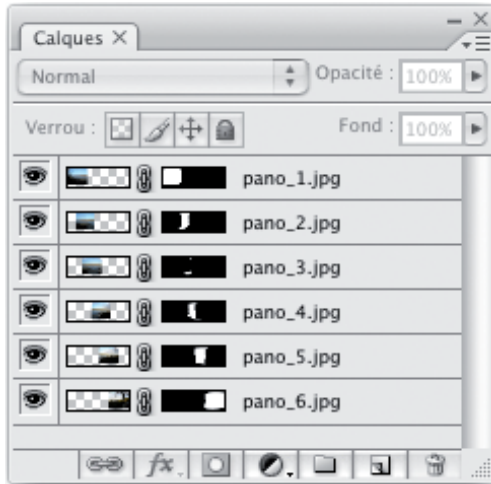 Calques ×
Normal Opacité : 100%
Verrou : Fond : 100%
pano_1.jpg
pano_2.jpg
pano_3.jpg
pano_4.jpg
pano_5.jpg
pano_6.jpg
fx